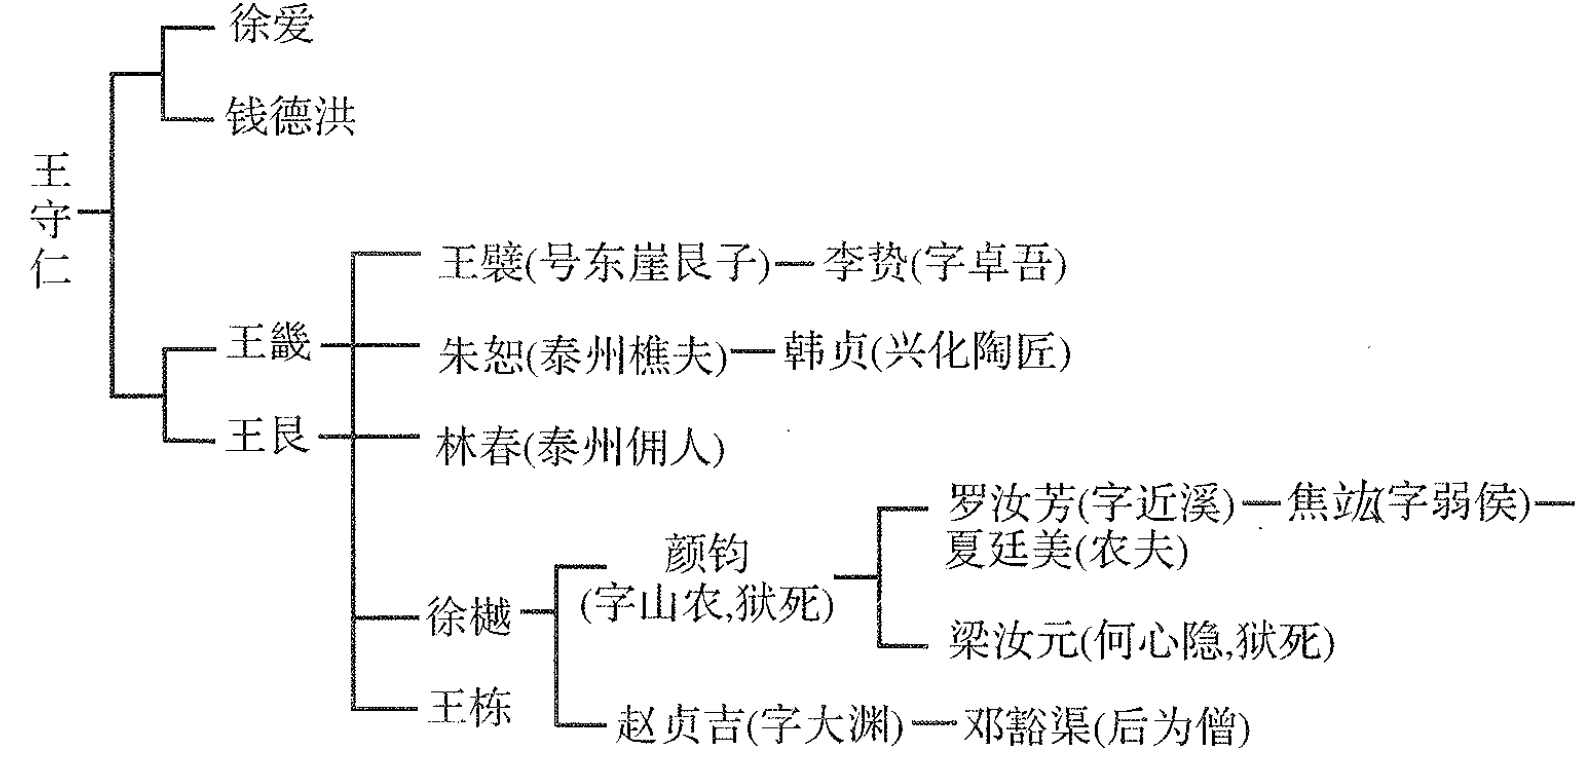 徐爱
钱德洪
王守仁
王襞(号东崖艮子)—李贽(字卓吾)
王畿
朱恕(泰州樵夫)—韩贞(兴化陶匠)
王艮
林春(泰州佣人)
罗汝芳(字近溪)—焦竑(字弱侯)—
夏廷美(农夫)
颜钧
(字山农,狱死)
徐樾
梁汝元(何心隐,狱死)
王栋
赵贞吉(字大渊)—邓豁渠(后为僧)